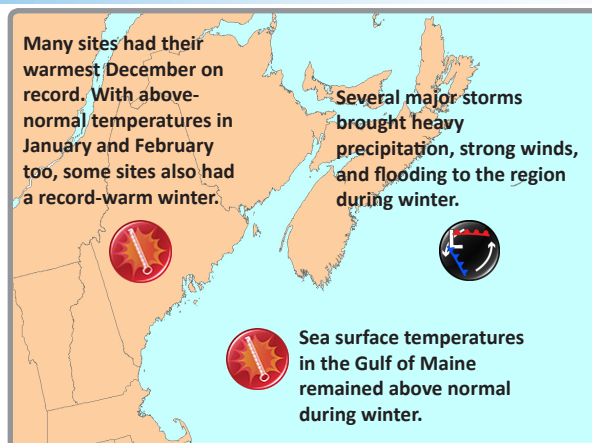 Many sites had their
warmest December on
record. With above-
normal temperatures in
January and February
too, some sites also had
a record-warm winter.
Several major storms
brought heavy
precipitation, strong winds,
and flooding to the region
during winter.
L
Sea surface temperatures
in the Gulf of Maine
remained above normal
during winter.